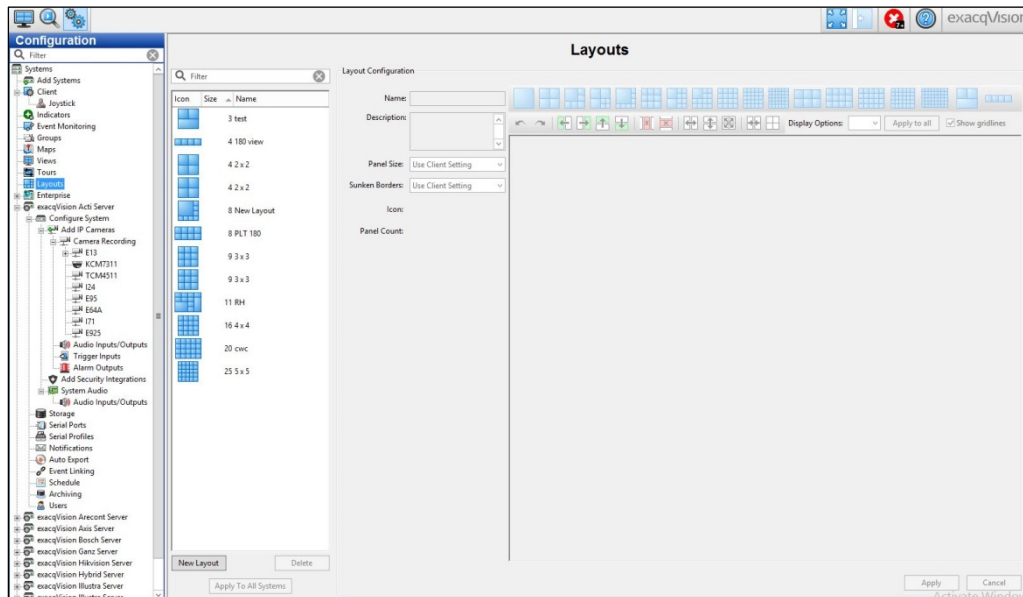 exacqVision
Configuration
Filter
Systems
Add Systems
Client
Joystick
Indicators
Event Monitoring
Groups
Maps
Views
Tours
Layouts
Enterprise
exacqVision Acti Server
Configure System
Add IP Cameras
Camera Recording
E13
KCM7311
TCM4511
I24
E95
E64A
I71
E925
Audio Inputs/Outputs
Trigger Inputs
Alarm Outputs
Add Security Integrations
System Audio
Audio Inputs/Outputs
Storage
Serial Ports
Serial Profiles
Notifications
Auto Export
Event Linking
Schedule
Archiving
Users
exacqVision Arecont Server
exacqVision Axis Server
exacqVision Bosch Server
exacqVision Ganz Server
exacqVision Hikvision Server
exacqVision Hybrid Server
exacqVision Illustra Server
exacqVision Illustra Server
Layouts
Filter
Icon Size Name
3 test
4 180 view
4 2 x 2
4 2 x 2
8 New Layout
8 PLT 180
9 3 x 3
9 3 x 3
11 RH
16 4 x 4
20 cwc
25 5 x 5
New Layout Delete
Apply To All Systems
Layout Configuration
Name:
Description:
Display Options: Apply to all Show gridlines
Panel Size: Use Client Setting
Sunken Borders: Use Client Setting
Icon:
Panel Count:
Apply Cancel
Activate Window